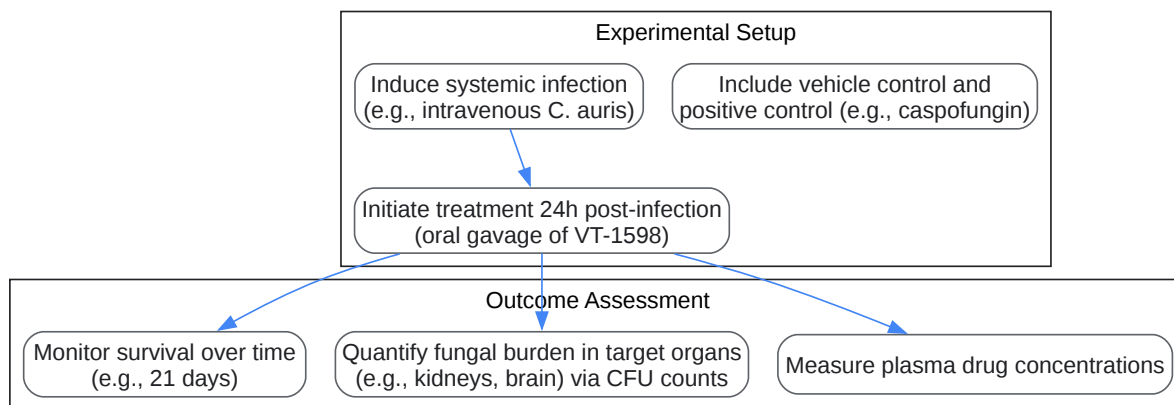 Experimental Setup
Induce systemic infection
(e.g., intravenous C. auris)
Include vehicle control and
positive control (e.g., caspofungin)
Initiate treatment 24h post-infection
(oral gavage of VT-1598)
Outcome Assessment
Monitor survival over time
(e.g., 21 days)
Quantify fungal burden in target organs
(e.g., kidneys, brain) via CFU counts
Measure plasma drug concentrations